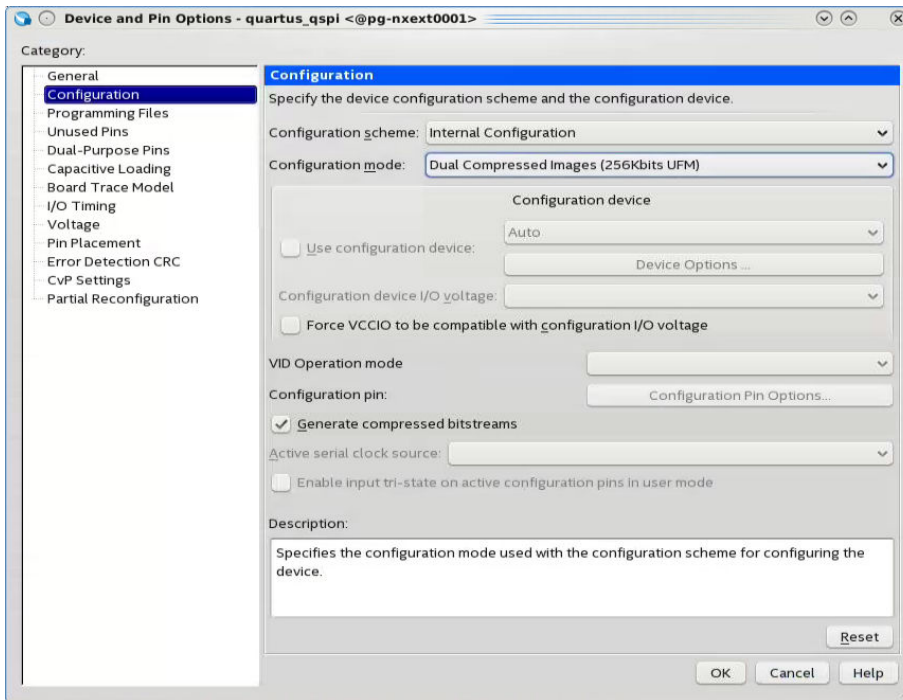 Device and Pin Options - quartus_qspi <@pg-nxext0001>
Category:
General
Configuration
Programming Files
Unused Pins
Dual-Purpose Pins
Capacitive Loading
Board Trace Model
I/O Timing
Voltage
Pin Placement
Error Detection CRC
CvP Settings
Partial Reconfiguration
Configuration
Specify the device configuration scheme and the configuration device.
Configuration scheme: Internal Configuration
Configuration mode: Dual Compressed Images (256Kbits UFM)
Configuration device
Use configuration device: Auto
Device Options ...
Configuration device I/O voltage:
Force VCCIO to be compatible with configuration I/O voltage
VID Operation mode
Configuration pin: Configuration Pin Options...
Generate compressed bitstreams
Active serial clock source:
Enable input tri-state on active configuration pins in user mode
Description:
Specifies the configuration mode used with the configuration scheme for configuring the
device.
Reset
OK Cancel Help